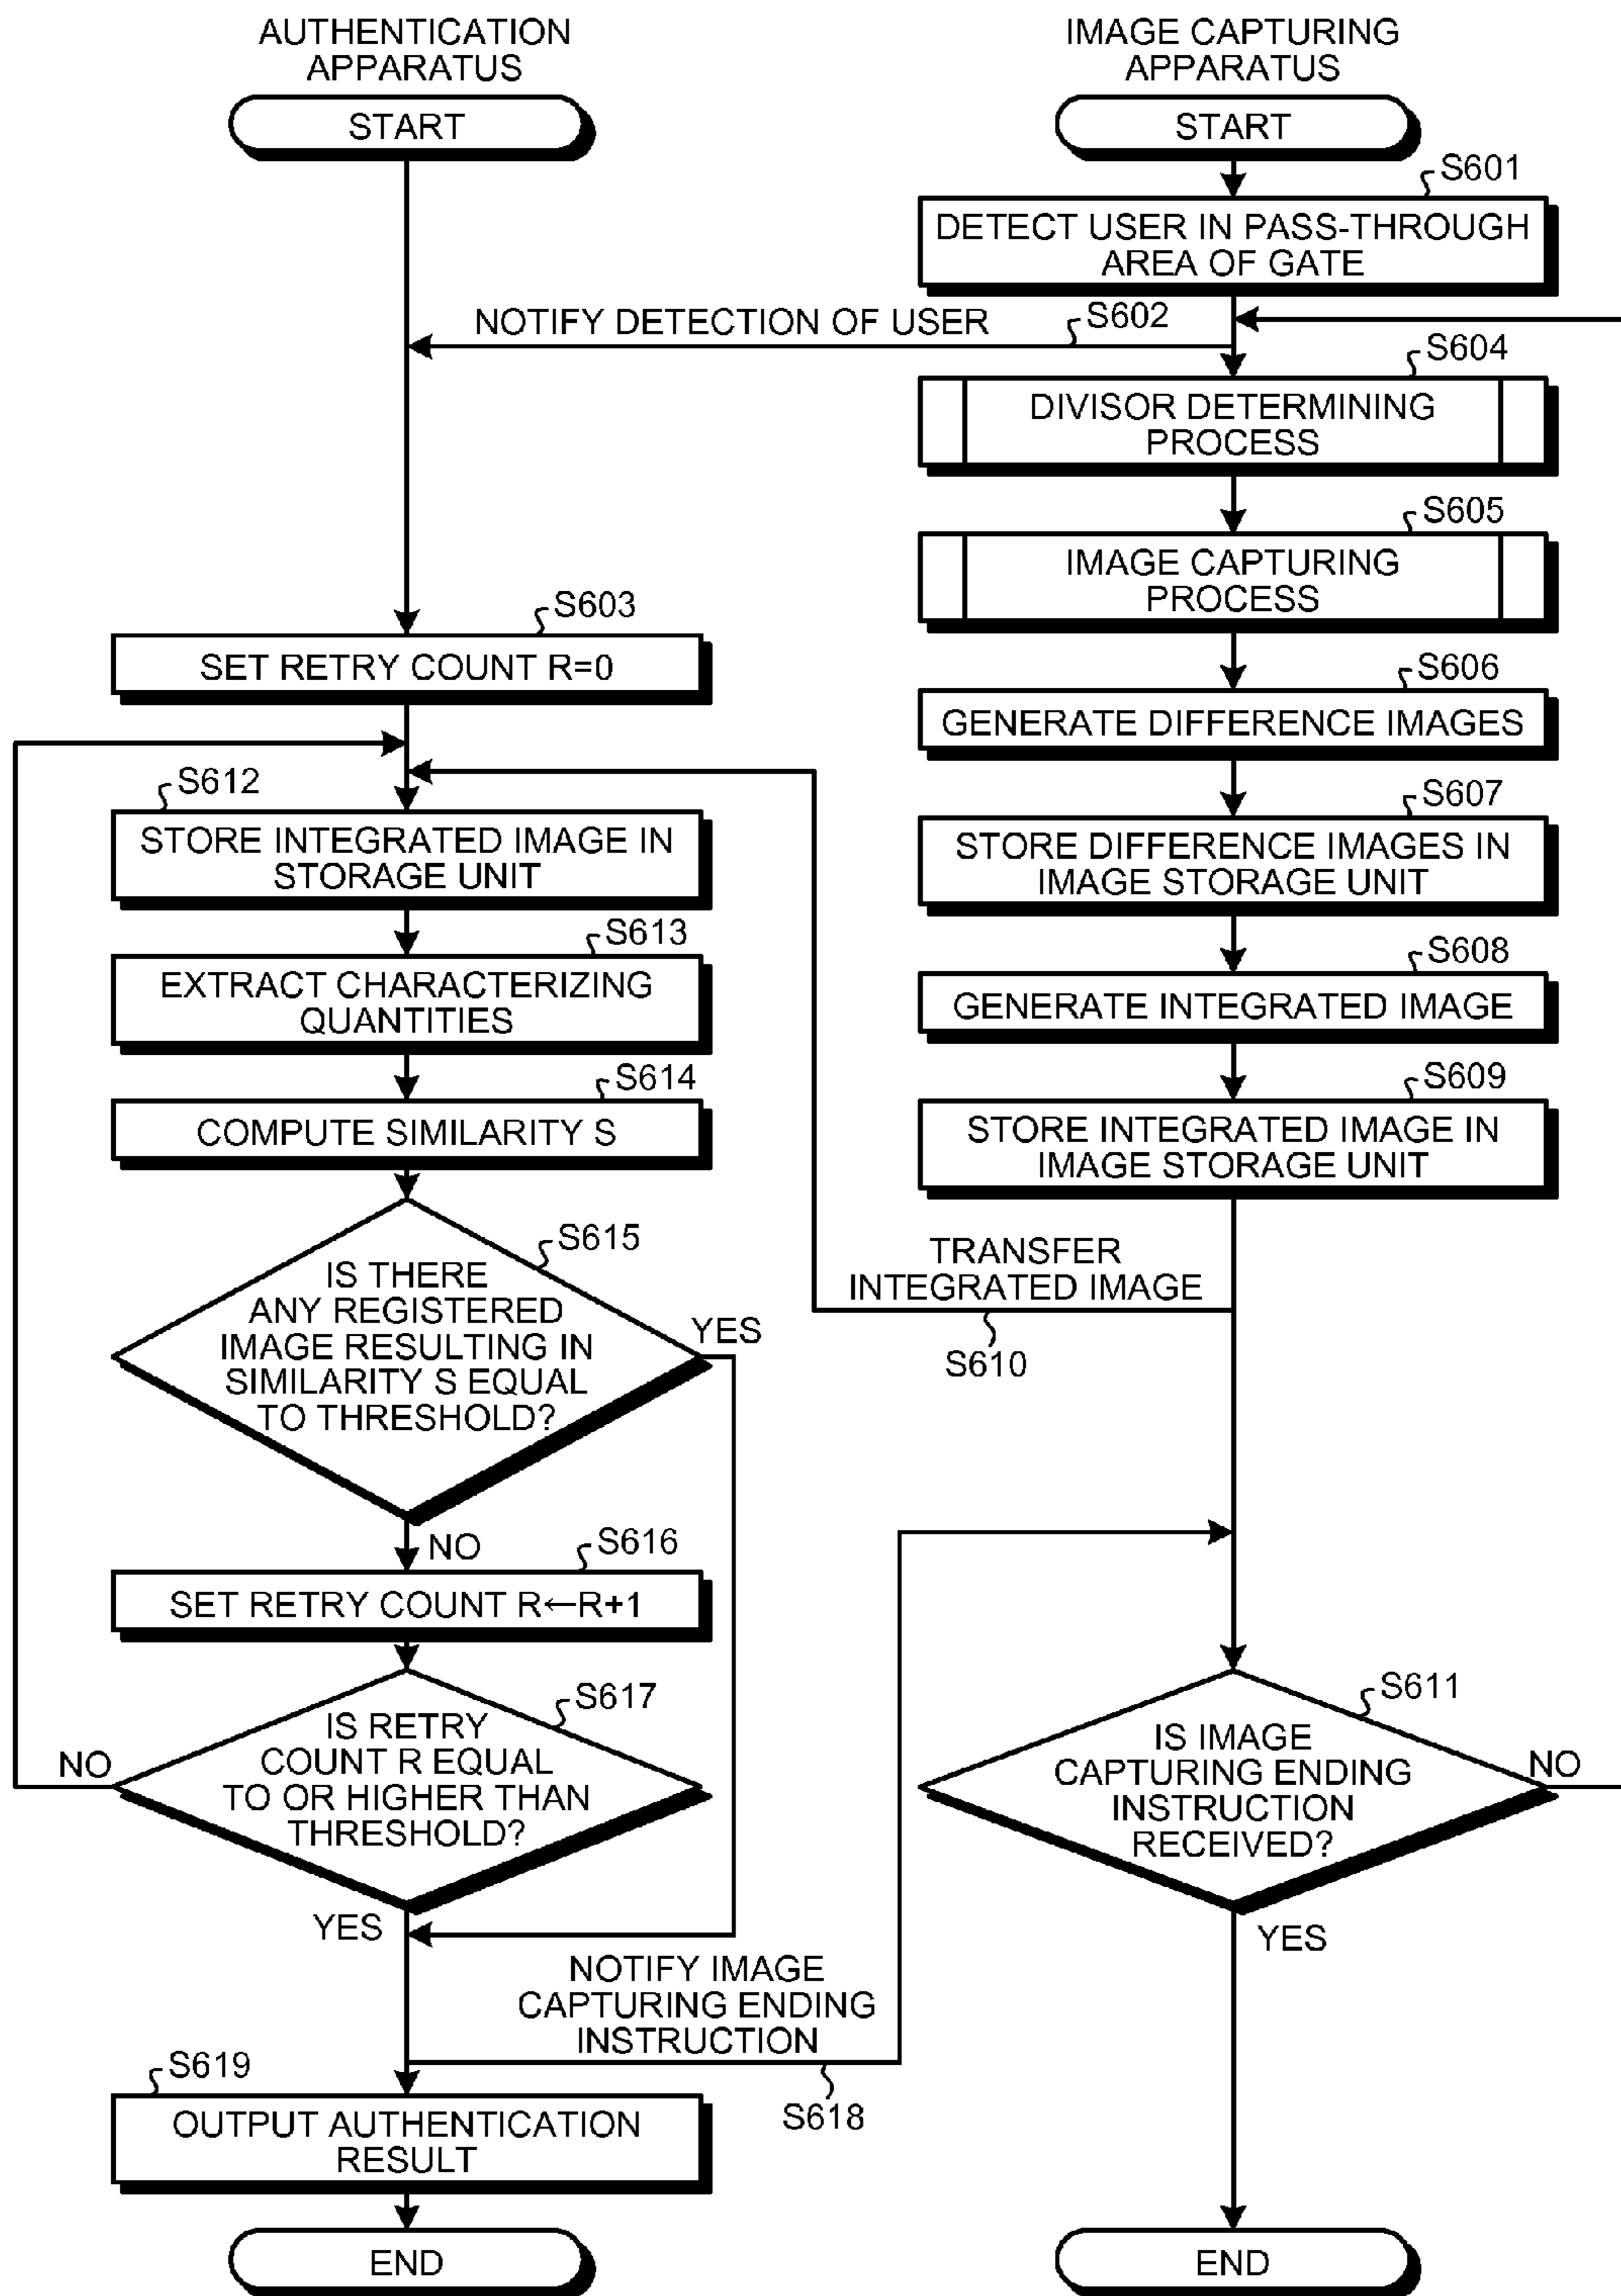 AUTHENTICATION
APPARATUS
START
S603
SET RETRY COUNT R=0
S612
STORE INTEGRATED IMAGE IN
STORAGE UNIT
S613
EXTRACT CHARACTERIZING
QUANTITIES
S614
COMPUTE SIMILARITY S
S615
IS THERE
ANY REGISTERED
IMAGE RESULTING IN
SIMILARITY S EQUAL
TO THRESHOLD?
YES
NO
S616
SET RETRY COUNT R←R+1
S617
IS RETRY
COUNT R EQUAL
TO OR HIGHER THAN
THRESHOLD?
NO
YES
NOTIFY IMAGE
CAPTURING ENDING
INSTRUCTION
S618
S619
OUTPUT AUTHENTICATION
RESULT
END
IMAGE CAPTURING
APPARATUS
START
S601
DETECT USER IN PASS-THROUGH
AREA OF GATE
NOTIFY DETECTION OF USER
S602
S604
DIVISOR DETERMINING
PROCESS
S605
IMAGE CAPTURING
PROCESS
S606
GENERATE DIFFERENCE IMAGES
S607
STORE DIFFERENCE IMAGES IN
IMAGE STORAGE UNIT
S608
GENERATE INTEGRATED IMAGE
S609
STORE INTEGRATED IMAGE IN
IMAGE STORAGE UNIT
TRANSFER
INTEGRATED IMAGE
S610
S611
IS IMAGE
CAPTURING ENDING
INSTRUCTION
RECEIVED?
NO
YES
END